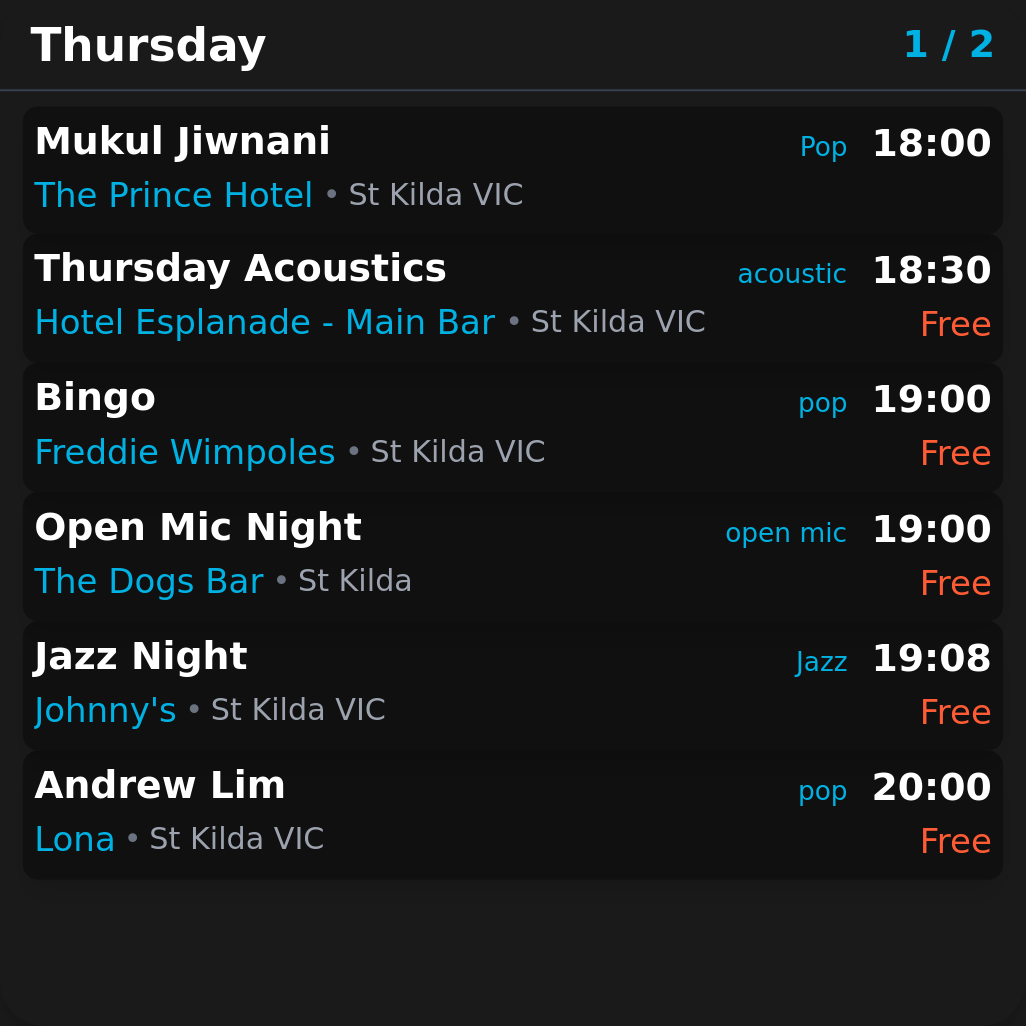 Thursday 1 / 2
Mukul Jiwnani Pop 18:00
The Prince Hotel • St Kilda VIC
Thursday Acoustics acoustic 18:30
Hotel Esplanade - Main Bar • St Kilda VIC Free
Bingo pop 19:00
Freddie Wimpoles • St Kilda VIC Free
Open Mic Night open mic 19:00
The Dogs Bar • St Kilda Free
Jazz Night Jazz 19:08
Johnny's • St Kilda VIC Free
Andrew Lim pop 20:00
Lona • St Kilda VIC Free